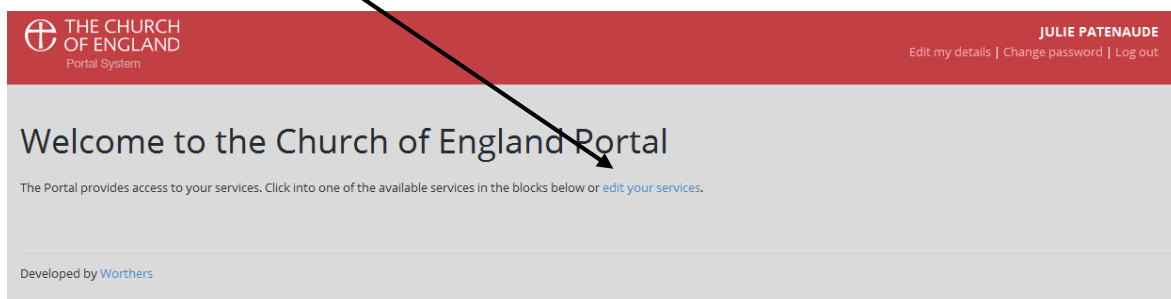 THE CHURCH
OF ENGLAND
Portal System
JULIE PATENAUDE
Edit my details | Change password | Log out
Welcome to the Church of England Portal
The Portal provides access to your services. Click into one of the available services in the blocks below or edit your services.
Developed by Worthers